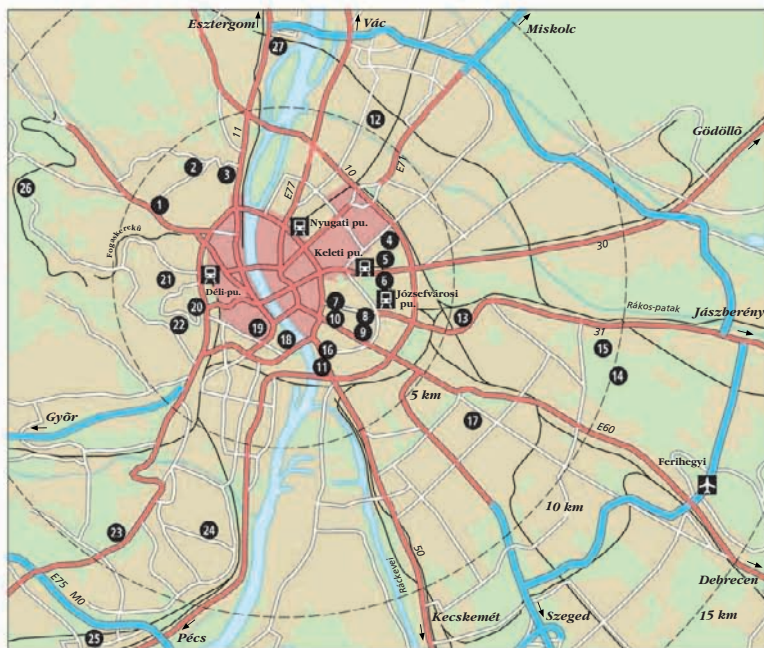 Esztergom
Vác
Miskolc
27
12
11
10
E71
Gödöllő
2
3
26
1
E77
Nyugati pu.
Fogaskerekű
4
Keleti pu.
5
30
21
Déli-pu.
6
Józsefvárosi
pu.
20
7
8
Rákos-patak
22
19
10
13
Jászberény
9
31
18
16
15
11
14
5 km
Győr
17
E60
Ferihegyi
10 km
23
24
E75
M0
Ráckevei
50
Debrecen
25
Pécs
Kecskemét
Szeged
15 km